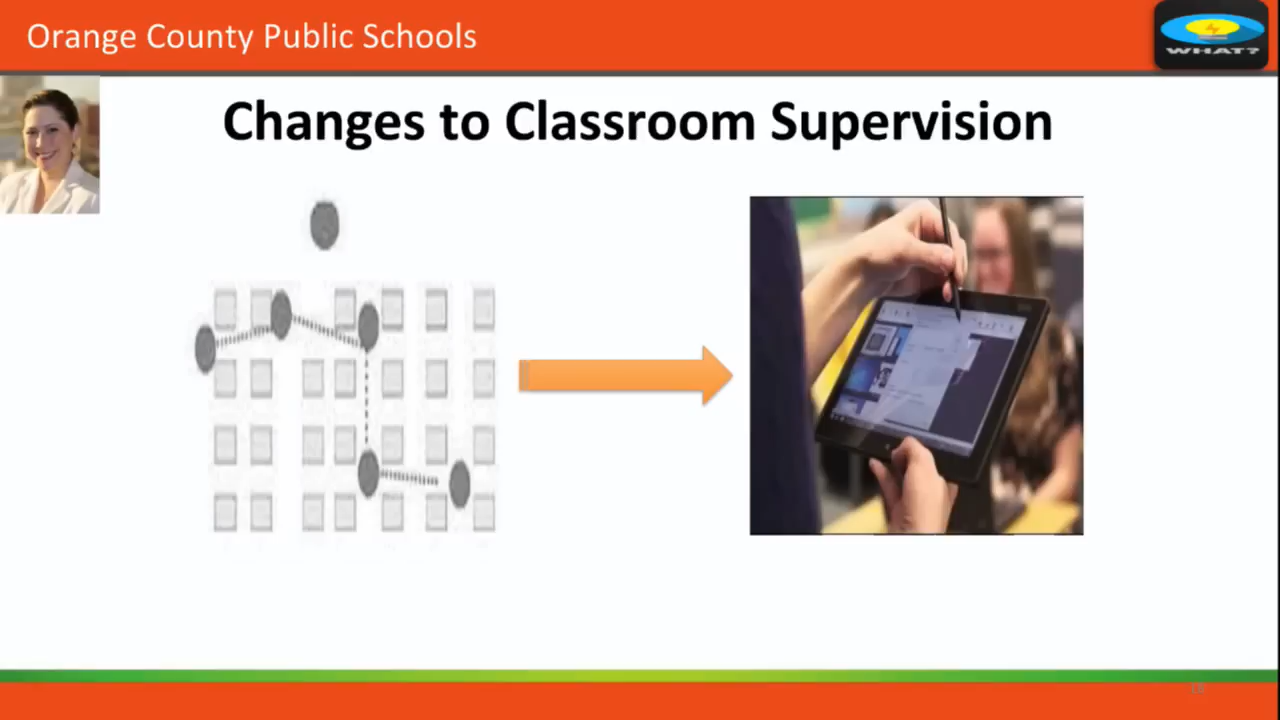 Orange County Public Schools
WHAT?
Changes to Classroom Supervision